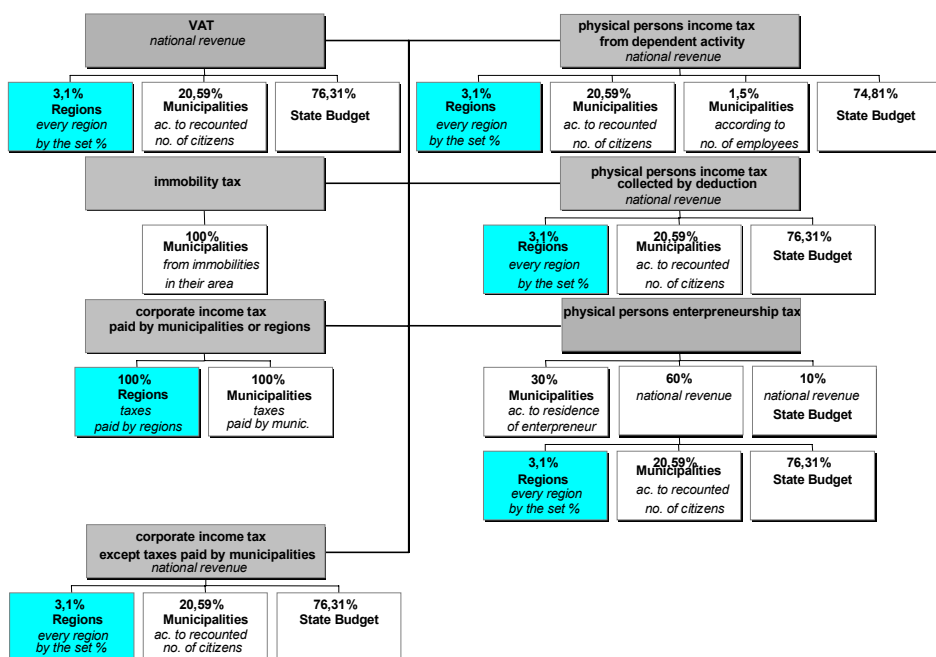 VAT
national revenue
3,1%
Regions
every region
by the set %
20,59%
Municipalities
ac. to recounted
no. of citizens
76,31%
State Budget
physical persons income tax
from dependent activity
national revenue
3,1%
Regions
every region
by the set %
20,59%
Municipalities
ac. to recounted
no. of citizens
1,5%
Municipalities
according to
no. of employees
74,81%
State Budget
immobility tax
100%
Municipalities
from immobilities
in their area
physical persons income tax
collected by deduction
national revenue
3,1%
Regions
every region
by the set %
20,59%
Municipalities
ac. to recounted
no. of citizens
76,31%
State Budget
corporate income tax
paid by municipalities or regions
100%
Regions
taxes
paid by regions
100%
Municipalities
taxes
paid by munic.
physical persons enterpreneurship tax
30%
Municipalities
ac. to residence
of enterpreneur
60%
national revenue
10%
national revenue
State Budget
3,1%
Regions
every region
by the set %
20,59%
Municipalities
ac. to recounted
no. of citizens
76,31%
State Budget
corporate income tax
except taxes paid by municipalities
national revenue
3,1%
Regions
every region
by the set %
20,59%
Municipalities
ac. to recounted
no. of citizens
76,31%
State Budget